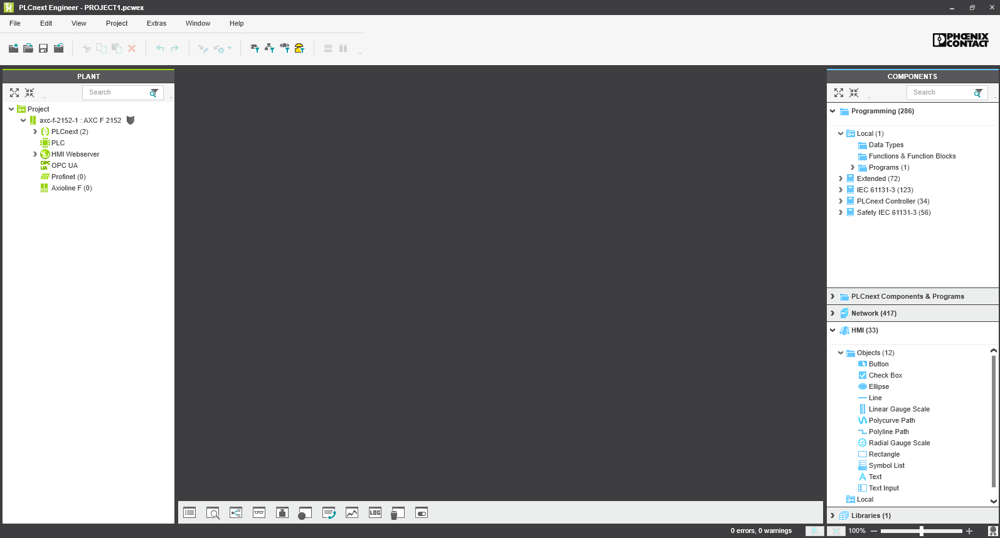 PLCnext Engineer - PROJECT1.pcwex
File Edit View Project Extras Window Help
PHŒNIX
CONTACT
PLANT
Search
Project
axc-f-2152-1 : AXC F 2152
PLCnext (2)
PLC
HMI Webserver
OPC UA
OPC UA
Profinet (0)
Axioline F (0)
COMPONENTS
Search
Programming (286)
Local (1)
Data Types
Functions & Function Blocks
Programs (1)
Extended (72)
IEC 61131-3 (123)
PLCnext Controller (34)
Safety IEC 61131-3 (56)
PLCnext Components & Programs
Network (417)
HMI (33)
Objects (12)
Button
Check Box
Ellipse
Line
Linear Gauge Scale
Polycurve Path
Polyline Path
Radial Gauge Scale
Rectangle
Symbol List
Text
Text Input
Local
Libraries (1)
LOG
0 errors, 0 warnings
100%